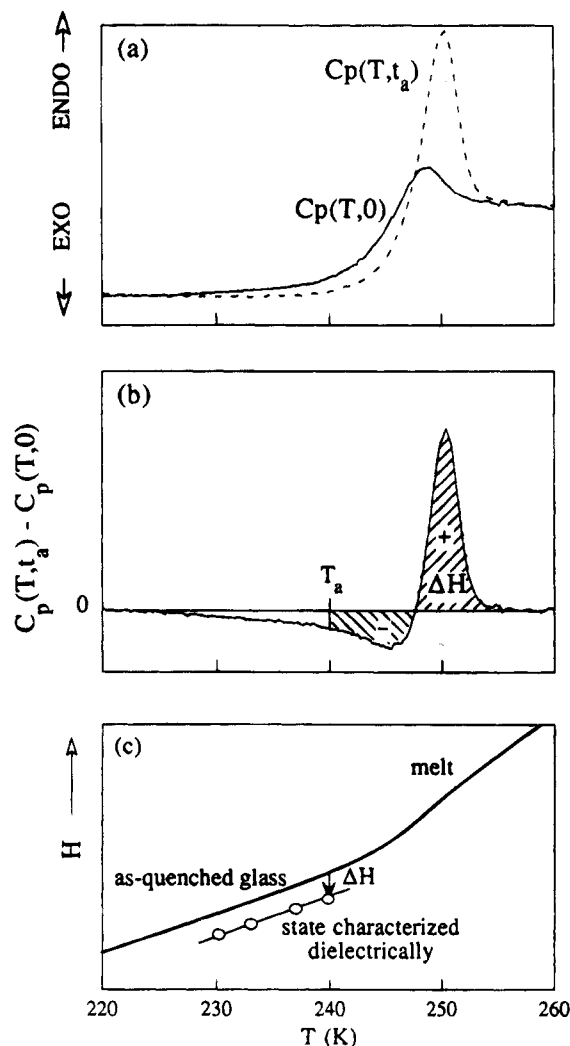 (a)
ENDO
EXO
Cp(T,tₐ)
Cp(T,0)
(b)
Cₚ(T,tₐ) - Cₚ(T,0)
0
Tₐ
+
ΔH
-
(c)
H
melt
as-quenched glass
ΔH
state characterized
dielectrically
220 230 240 250 260
T (K)